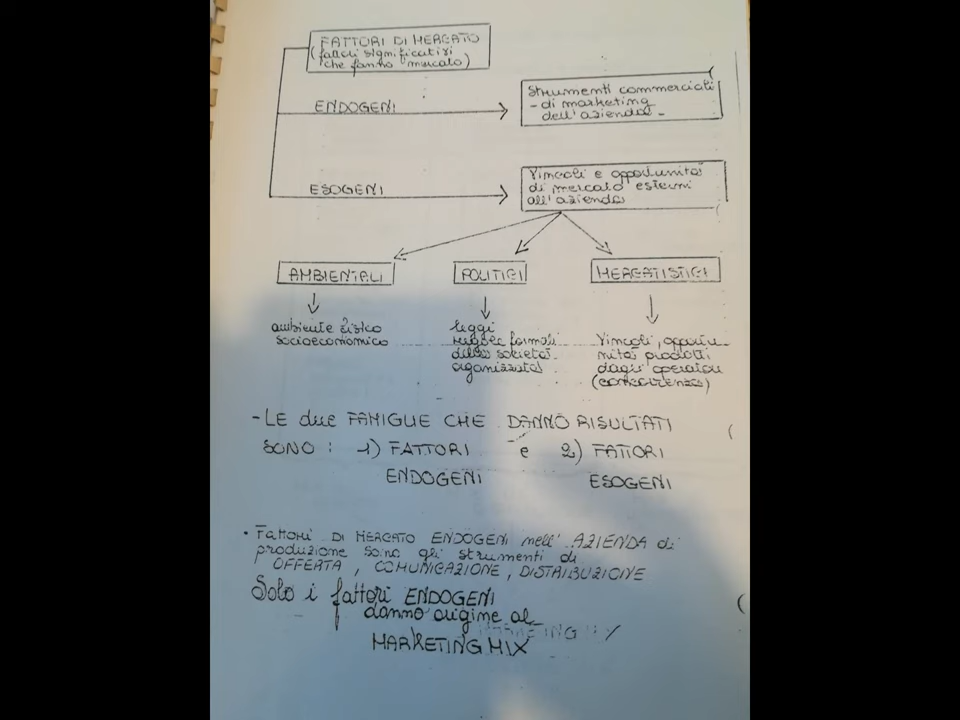 FATTORI DI MERCATO
(fattori significativi
che fanno mercato)
ENDOGENI
Strumenti commerciali
- di marketing
dell'azienda -
ESOGENI
Vincoli e opportunità
di mercato esterni
all'azienda
AMBIENTALI
POLITICI
MERCATISTICI
ambiente fisico
socioeconomico
leggi
regole formali
della società
organizzata
Vincoli, opportu
nità prodotti
dagli operatori
(concorrenza)
- LE due FAMIGLIE CHE DANNO RISULTATI
SONO : 1) FATTORI e 2) FATTORI
ENDOGENI ESOGENI
• Fattori DI MERCATO ENDOGENI nell' AZIENDA di
produzione sono gli strumenti di
OFFERTA , COMUNICAZIONE , DISTRIBUZIONE
Solo i fattori ENDOGENI
danno origine al
MARKETING MIX
MARKETING MIX